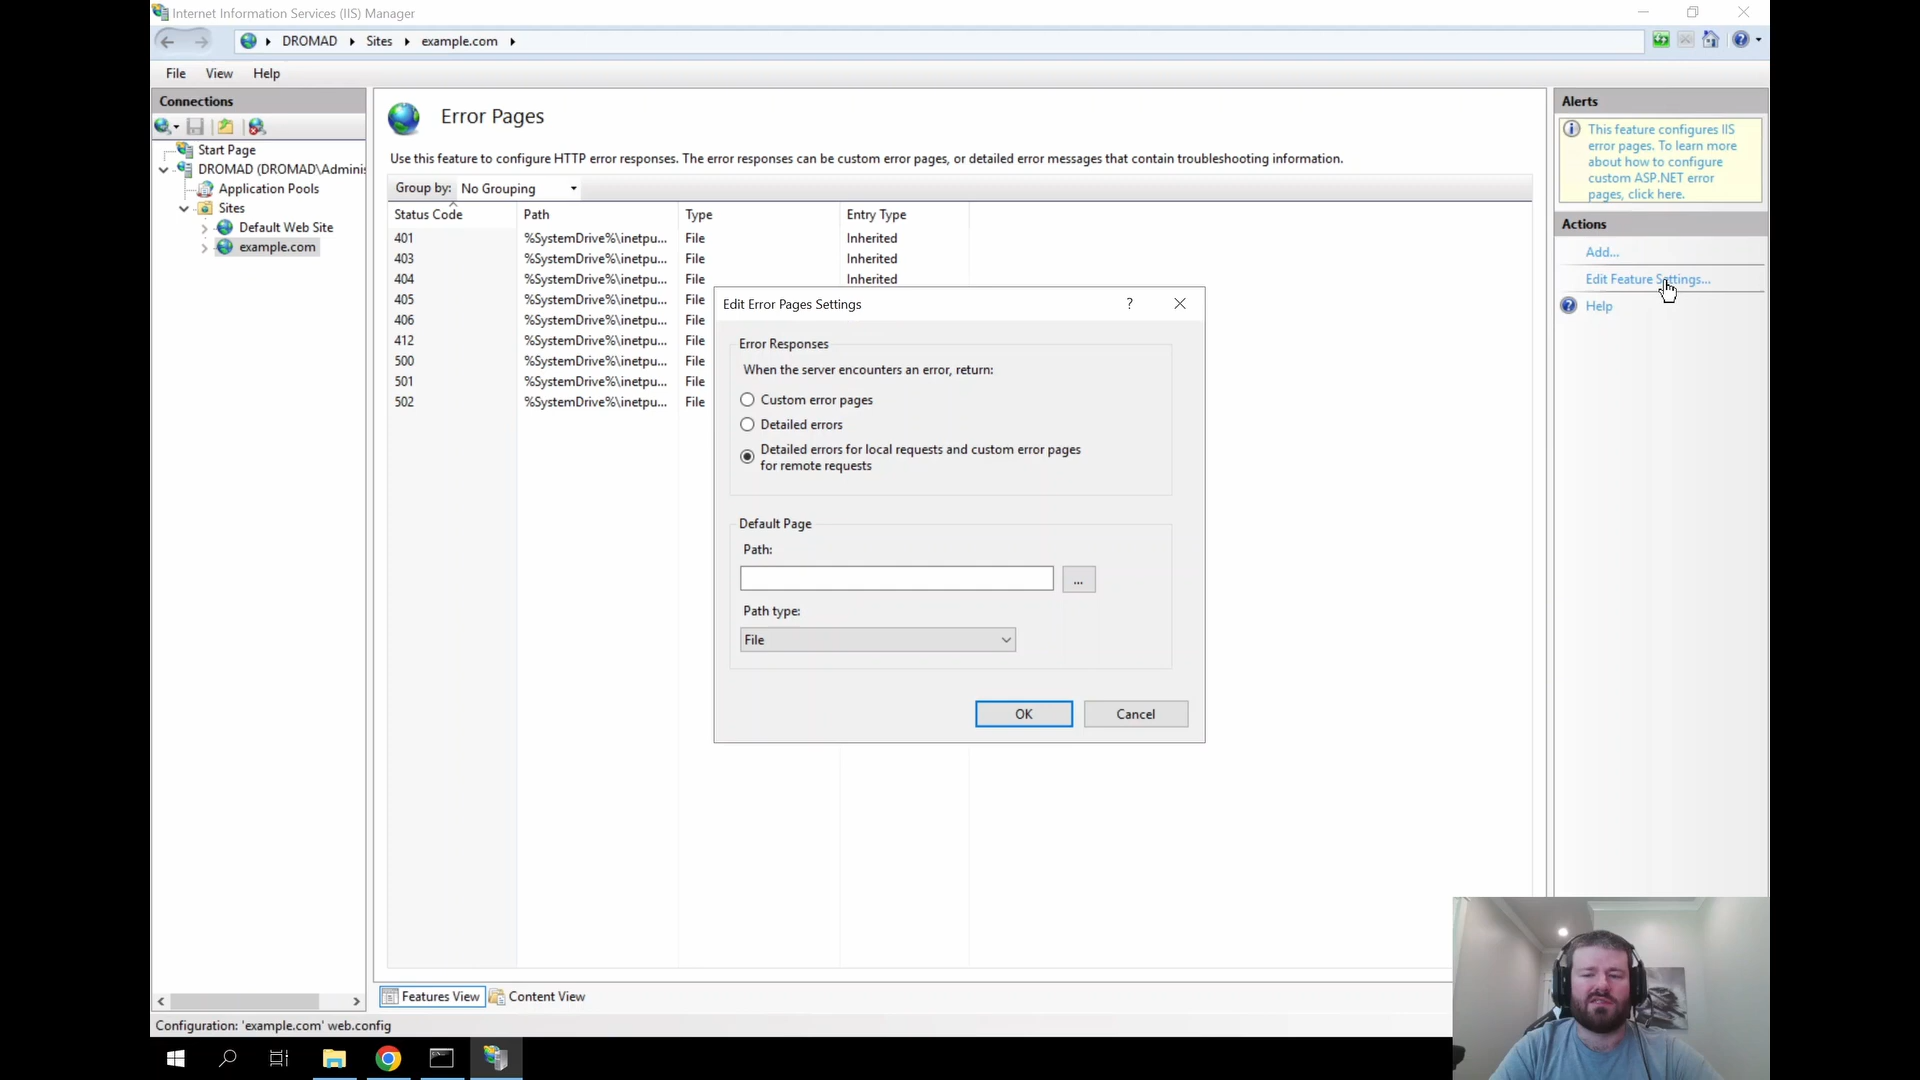 Internet Information Services (IIS) Manager
DROMAD Sites example.com
File View Help
Connections
Start Page
DROMAD (DROMAD\Adminis
Application Pools
Sites
Default Web Site
example.com
Error Pages
Use this feature to configure HTTP error responses. The error responses can be custom error pages, or detailed error messages that contain troubleshooting information.
Group by: No Grouping
Status Code Path Type Entry Type
401 %SystemDrive%\inetpu... File Inherited
403 %SystemDrive%\inetpu... File Inherited
404 %SystemDrive%\inetpu... File Inherited
405 %SystemDrive%\inetpu... File
406 %SystemDrive%\inetpu... File
412 %SystemDrive%\inetpu... File
500 %SystemDrive%\inetpu... File
501 %SystemDrive%\inetpu... File
502 %SystemDrive%\inetpu... File
Edit Error Pages Settings ?
Error Responses
When the server encounters an error, return:
Custom error pages
Detailed errors
Detailed errors for local requests and custom error pages
for remote requests
Default Page
Path:
...
Path type:
File
OK Cancel
Alerts
This feature configures IIS
error pages. To learn more
about how to configure
custom ASP.NET error
pages, click here.
Actions
Add...
Edit Feature Settings...
Help
Features View Content View
Configuration: 'example.com' web.config